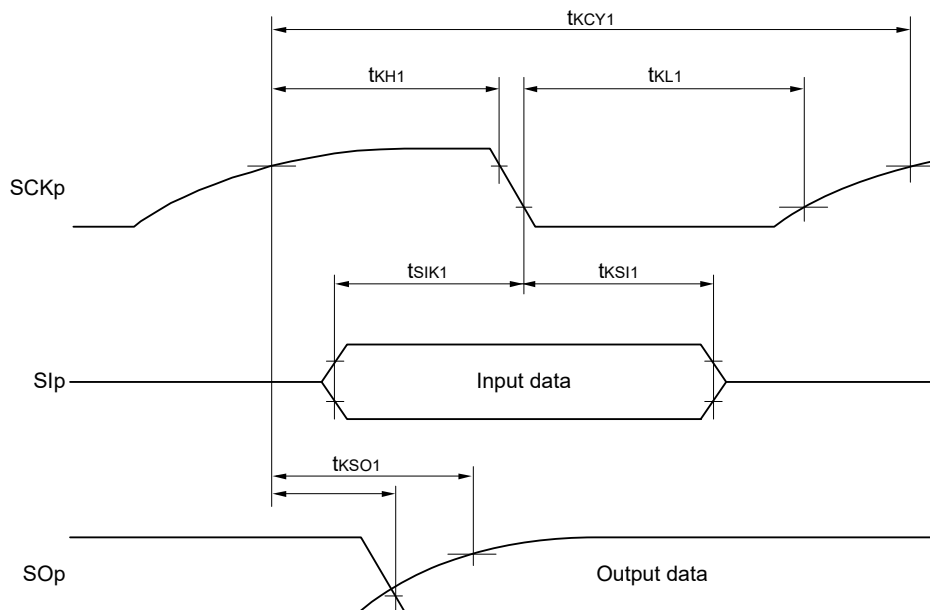 tKCY1
tKH1
tKL1
SCKp
tSIK1
tKSI1
SIp
Input data
tKSO1
SOp
Output data